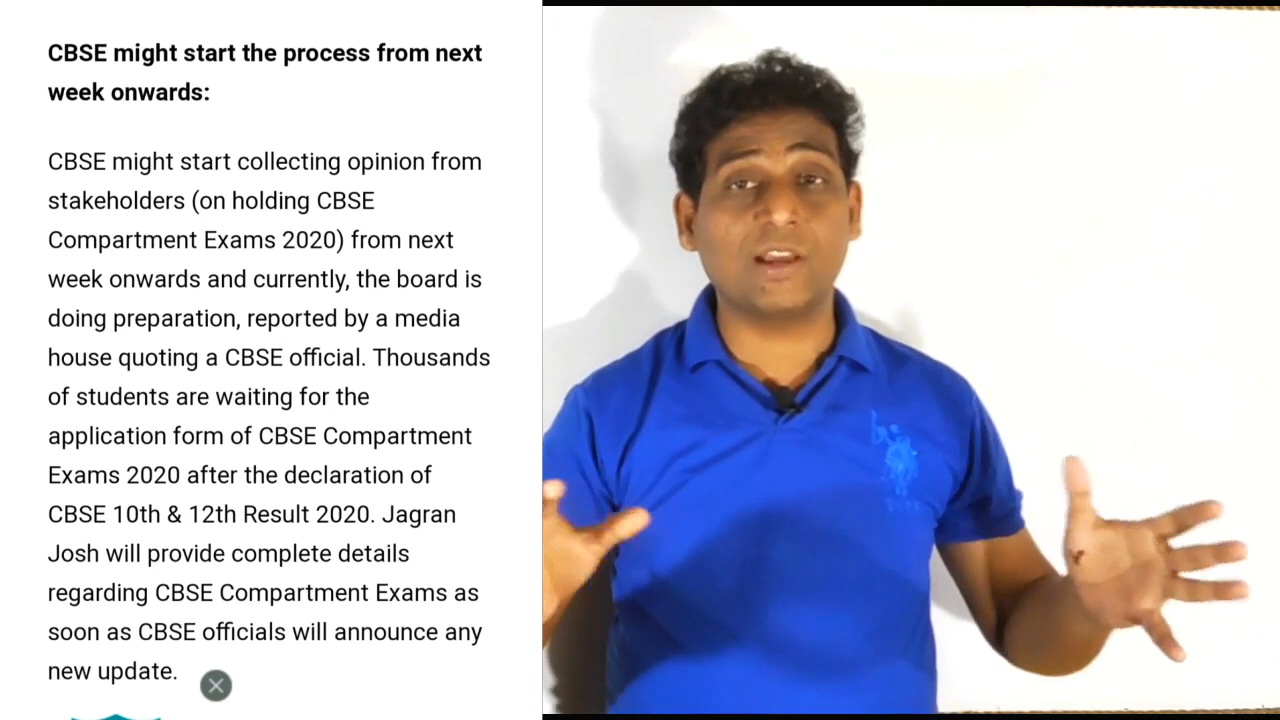 CBSE might start the process from next
week onwards:
CBSE might start collecting opinion from
stakeholders (on holding CBSE
Compartment Exams 2020) from next
week onwards and currently, the board is
doing preparation, reported by a media
house quoting a CBSE official. Thousands
of students are waiting for the
application form of CBSE Compartment
Exams 2020 after the declaration of
CBSE 10th & 12th Result 2020. Jagran
Josh will provide complete details
regarding CBSE Compartment Exams as
soon as CBSE officials will announce any
new update.